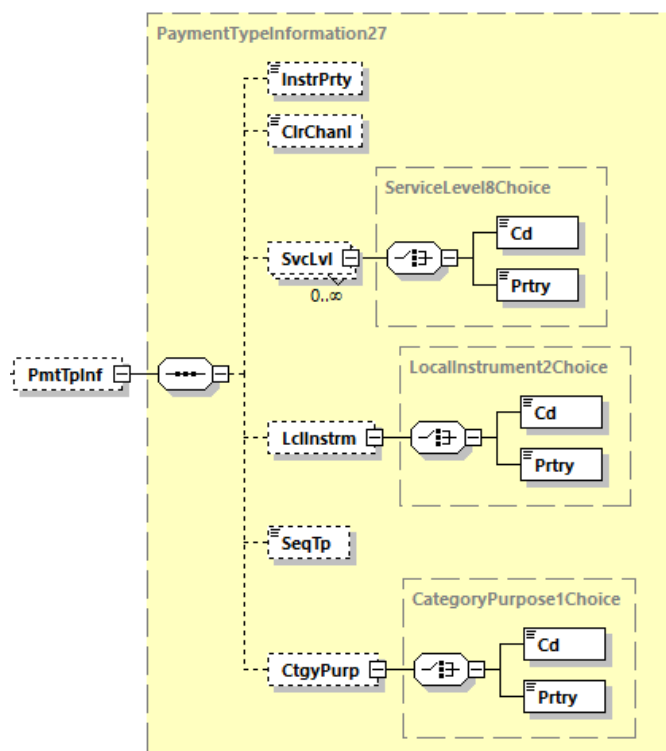 PaymentTypeInformation27
InstrPrty
ClrChanl
ServiceLevel8Choice
SvcLvl
0..∞
Cd
Prtry
PmtTpInf
LocalInstrument2Choice
LclInstrm
Cd
Prtry
SeqTp
CategoryPurpose1Choice
CtgyPurp
Cd
Prtry